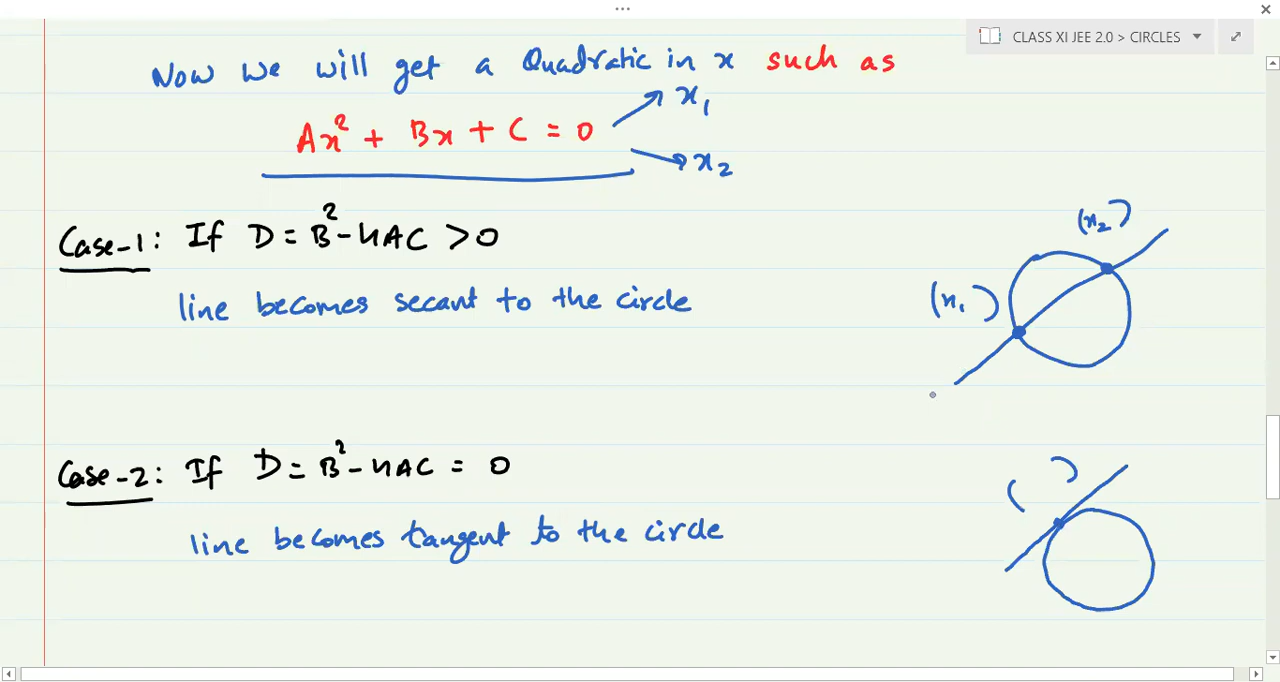 CLASS XI JEE 2.0 > CIRCLES
Now we will get a Quadratic in x such as
Ax² + Bx + C = 0
x₁
x₂
Case-1: If D = B² - 4AC > 0
line becomes secant to the circle
(x₂ )
(x₁ )
Case-2: If D = B² - 4AC = 0
line becomes tangent to the circle
( )